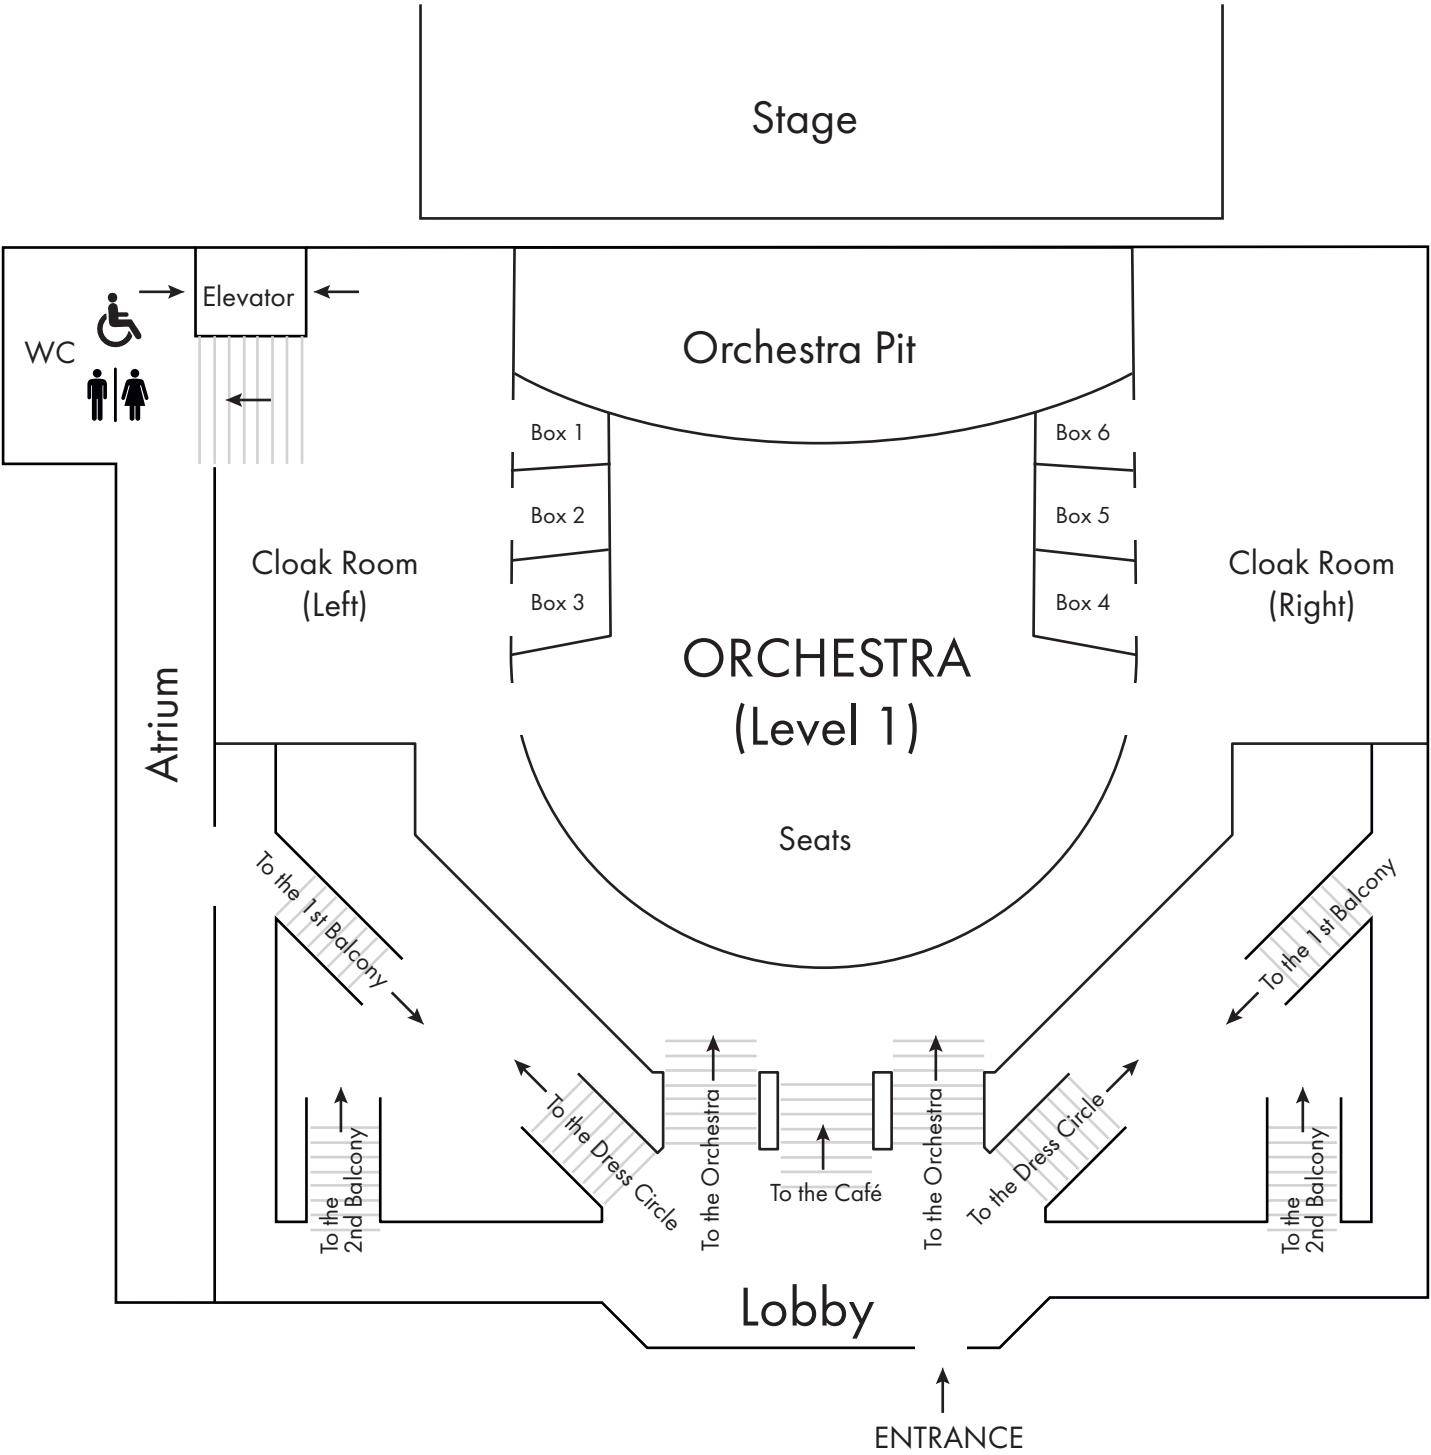 Stage
Elevator
WC
Orchestra Pit
Box 1
Box 6
Box 2
Box 5
Cloak Room
(Left)
Cloak Room
(Right)
Box 3
Box 4
ORCHESTRA
(Level 1)
Atrium
Seats
To the 1st Balcony
To the 1st Balcony
To the
2nd Balcony
To the Dress Circle
To the Orchestra
To the Café
To the Orchestra
To the Dress Circle
To the
2nd Balcony
Lobby
ENTRANCE